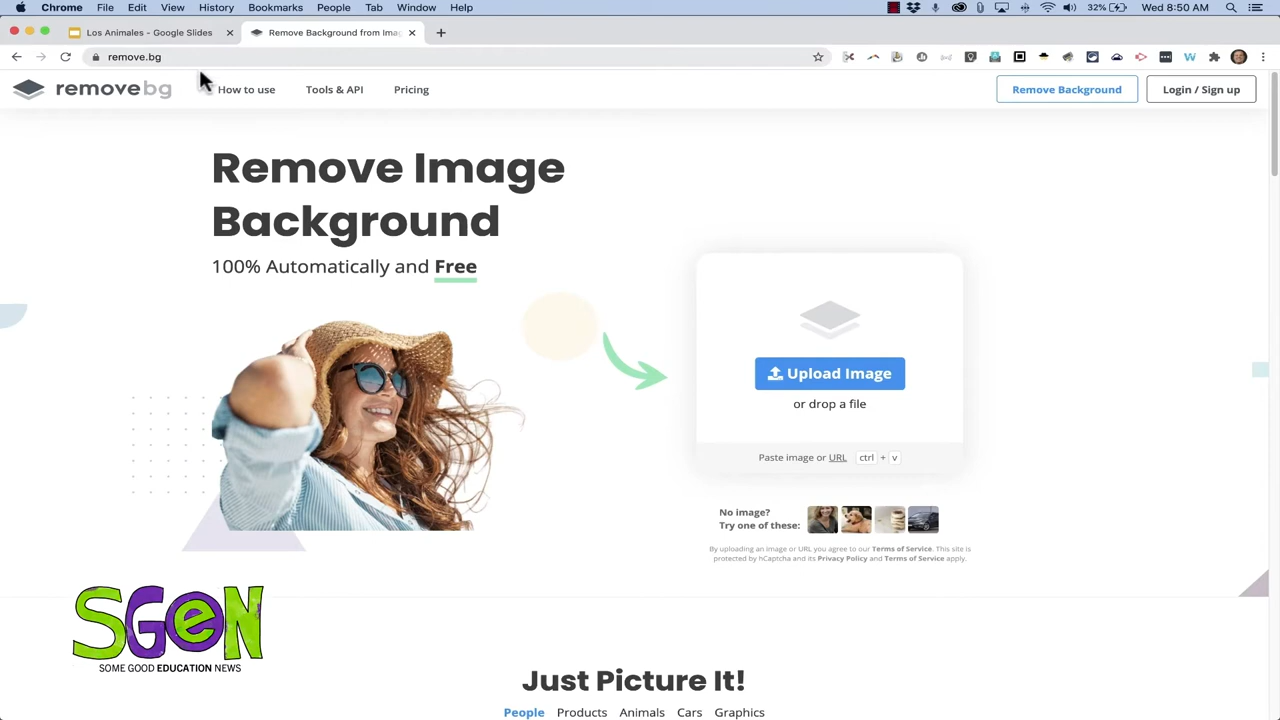 Chrome File Edit View History Bookmarks People Tab Window Help 32% Wed 8:50 AM
Los Animales - Google Slides
Remove Background from Imag
remove.bg
removebg How to use Tools & API Pricing Remove Background Login / Sign up
Remove Image
Background
100% Automatically and Free
Upload Image
or drop a file
Paste image or URL ctrl + v
No image?
Try one of these:
By uploading an image or URL you agree to our Terms of Service. This site is
protected by hCaptcha and its Privacy Policy and Terms of Service apply.
SGeN
SOME GOOD EDUCATION NEWS
Just Picture It!
People Products Animals Cars Graphics